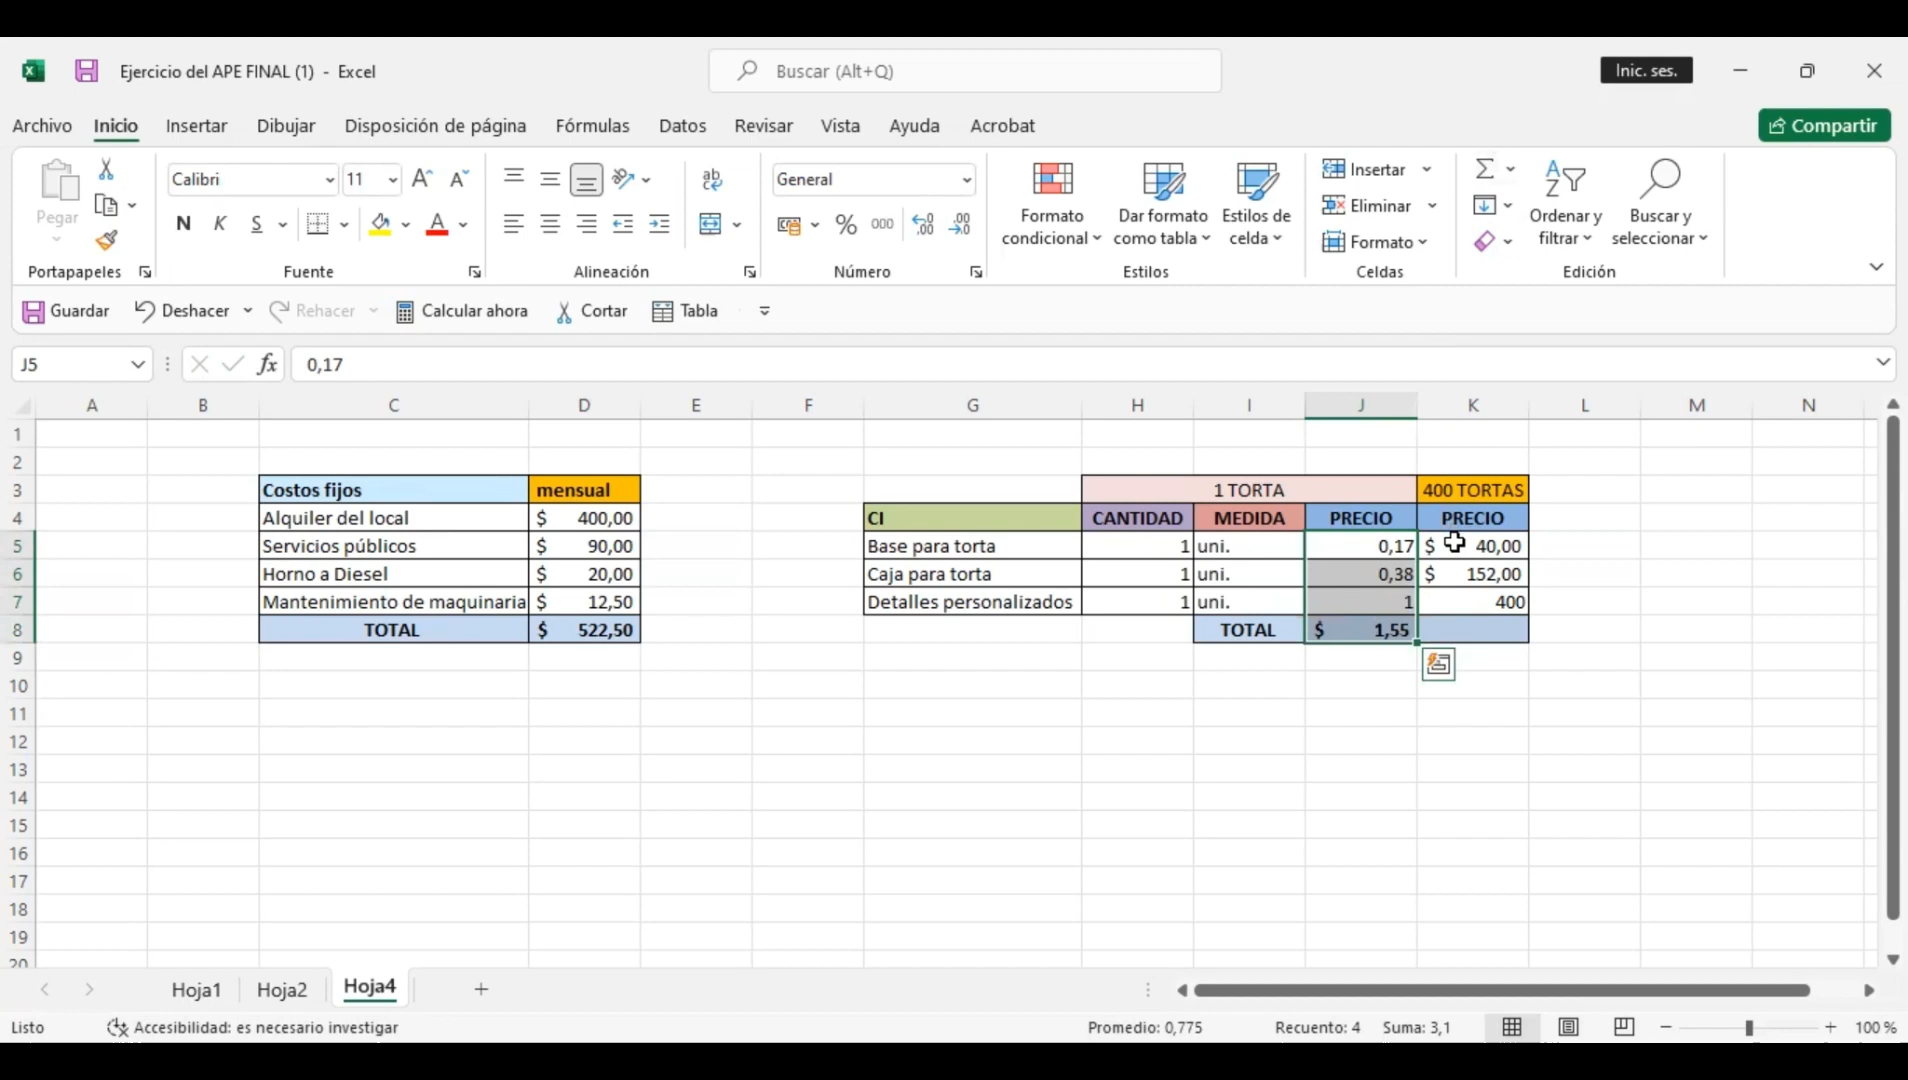 Ejercicio del APE FINAL (1) - Excel
Buscar (Alt+Q)
Inic. ses.
Archivo Inicio Insertar Dibujar Disposición de página Fórmulas Datos Revisar Vista Ayuda Acrobat
Compartir
Pegar
Calibri 11
General
N K S
% 000
Formato condicional
Dar formato como tabla
Estilos de celda
Insertar
Eliminar
Formato
Ordenar y filtrar
Buscar y seleccionar
Portapapeles Fuente Alineación Número Estilos Celdas Edición
Guardar Deshacer Rehacer Calcular ahora Cortar Tabla
J5 fx 0,17
A B C D E F G H I J K L M N
1
2
3 Costos fijos mensual 1 TORTA 400 TORTAS
4 Alquiler del local $ 400,00 CI CANTIDAD MEDIDA PRECIO PRECIO
5 Servicios públicos $ 90,00 Base para torta 1 uni. 0,17 $ 40,00
6 Horno a Diesel $ 20,00 Caja para torta 1 uni. 0,38 $ 152,00
7 Mantenimiento de maquinaria $ 12,50 Detalles personalizados 1 uni. 1 400
8 TOTAL $ 522,50 TOTAL $ 1,55
9
10
11
12
13
14
15
16
17
18
19
20
Hoja1 Hoja2 Hoja4
Listo Accesibilidad: es necesario investigar Promedio: 0,775 Recuento: 4 Suma: 3,1 100 %